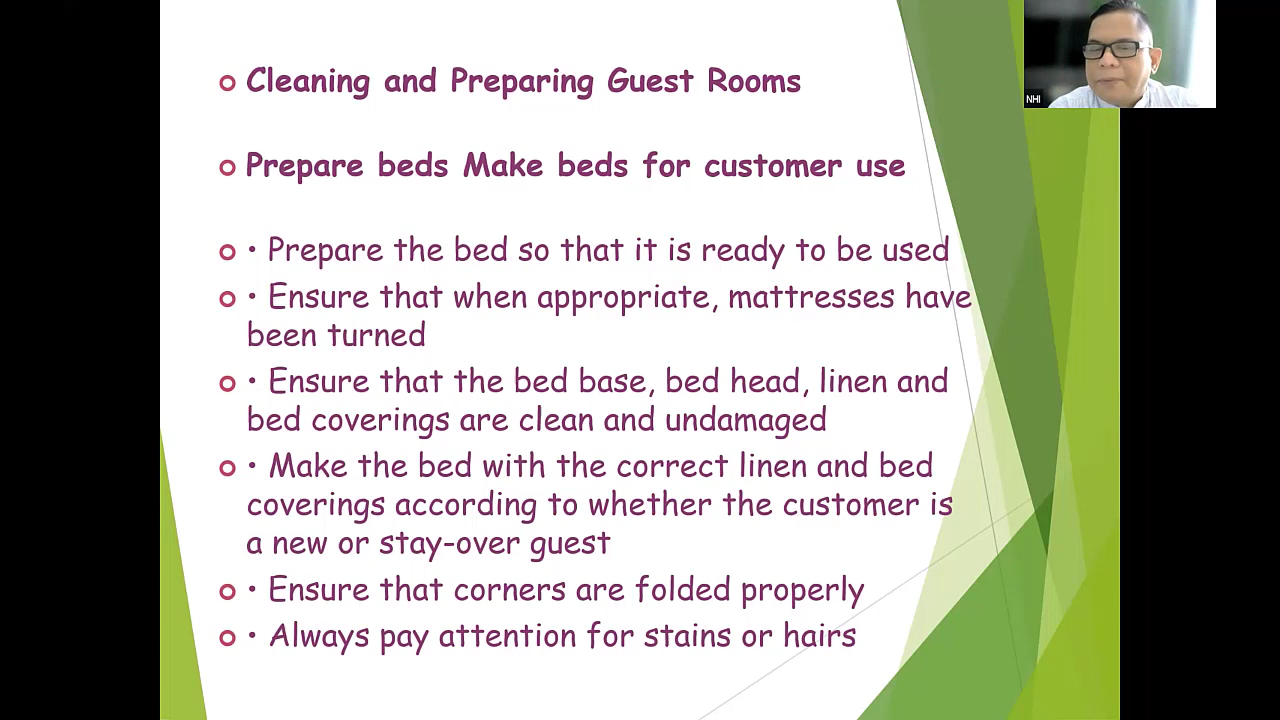 Cleaning and Preparing Guest Rooms
Prepare beds Make beds for customer use
• Prepare the bed so that it is ready to be used
• Ensure that when appropriate, mattresses have
been turned
• Ensure that the bed base, bed head, linen and
bed coverings are clean and undamaged
• Make the bed with the correct linen and bed
coverings according to whether the customer is
a new or stay-over guest
• Ensure that corners are folded properly
• Always pay attention for stains or hairs
NHI